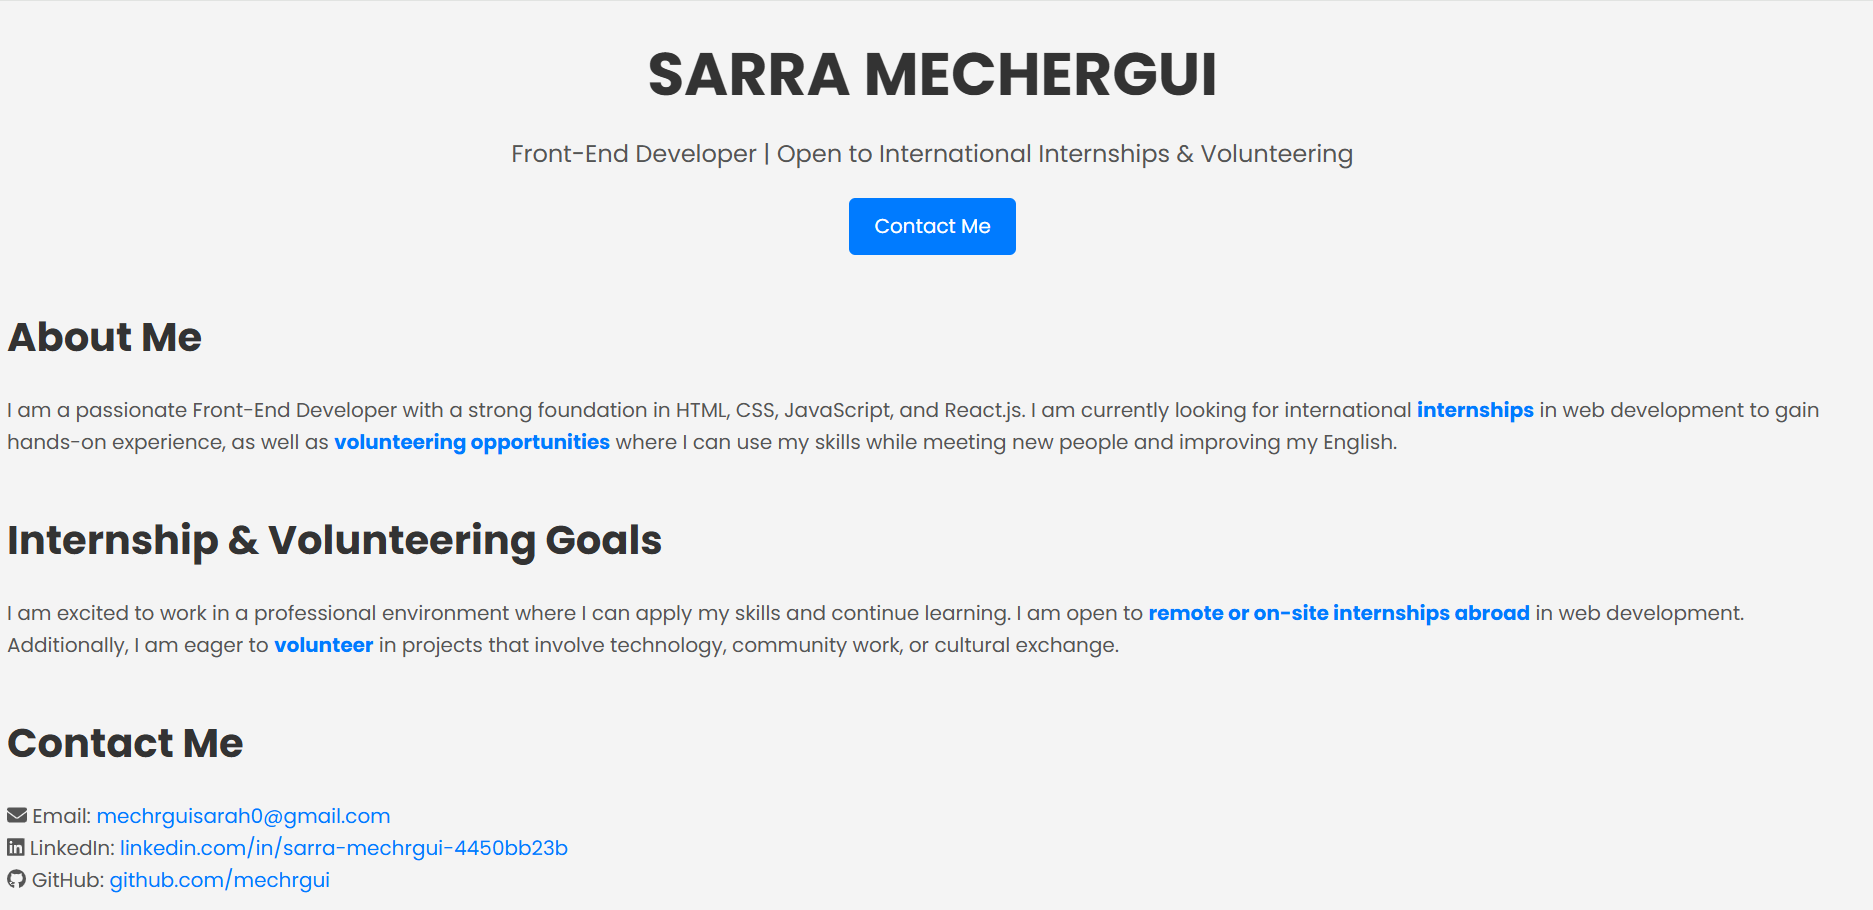 SARRA MECHERGUI
Front-End Developer | Open to International Internships & Volunteering
Contact Me
About Me
I am a passionate Front-End Developer with a strong foundation in HTML, CSS, JavaScript, and React.js. I am currently looking for international internships in web development to gain
hands-on experience, as well as volunteering opportunities where I can use my skills while meeting new people and improving my English.
Internship & Volunteering Goals
I am excited to work in a professional environment where I can apply my skills and continue learning. I am open to remote or on-site internships abroad in web development.
Additionally, I am eager to volunteer in projects that involve technology, community work, or cultural exchange.
Contact Me
Email: mechrguisarah0@gmail.com
LinkedIn: linkedin.com/in/sarra-mechrgui-4450bb23b
GitHub: github.com/mechrgui